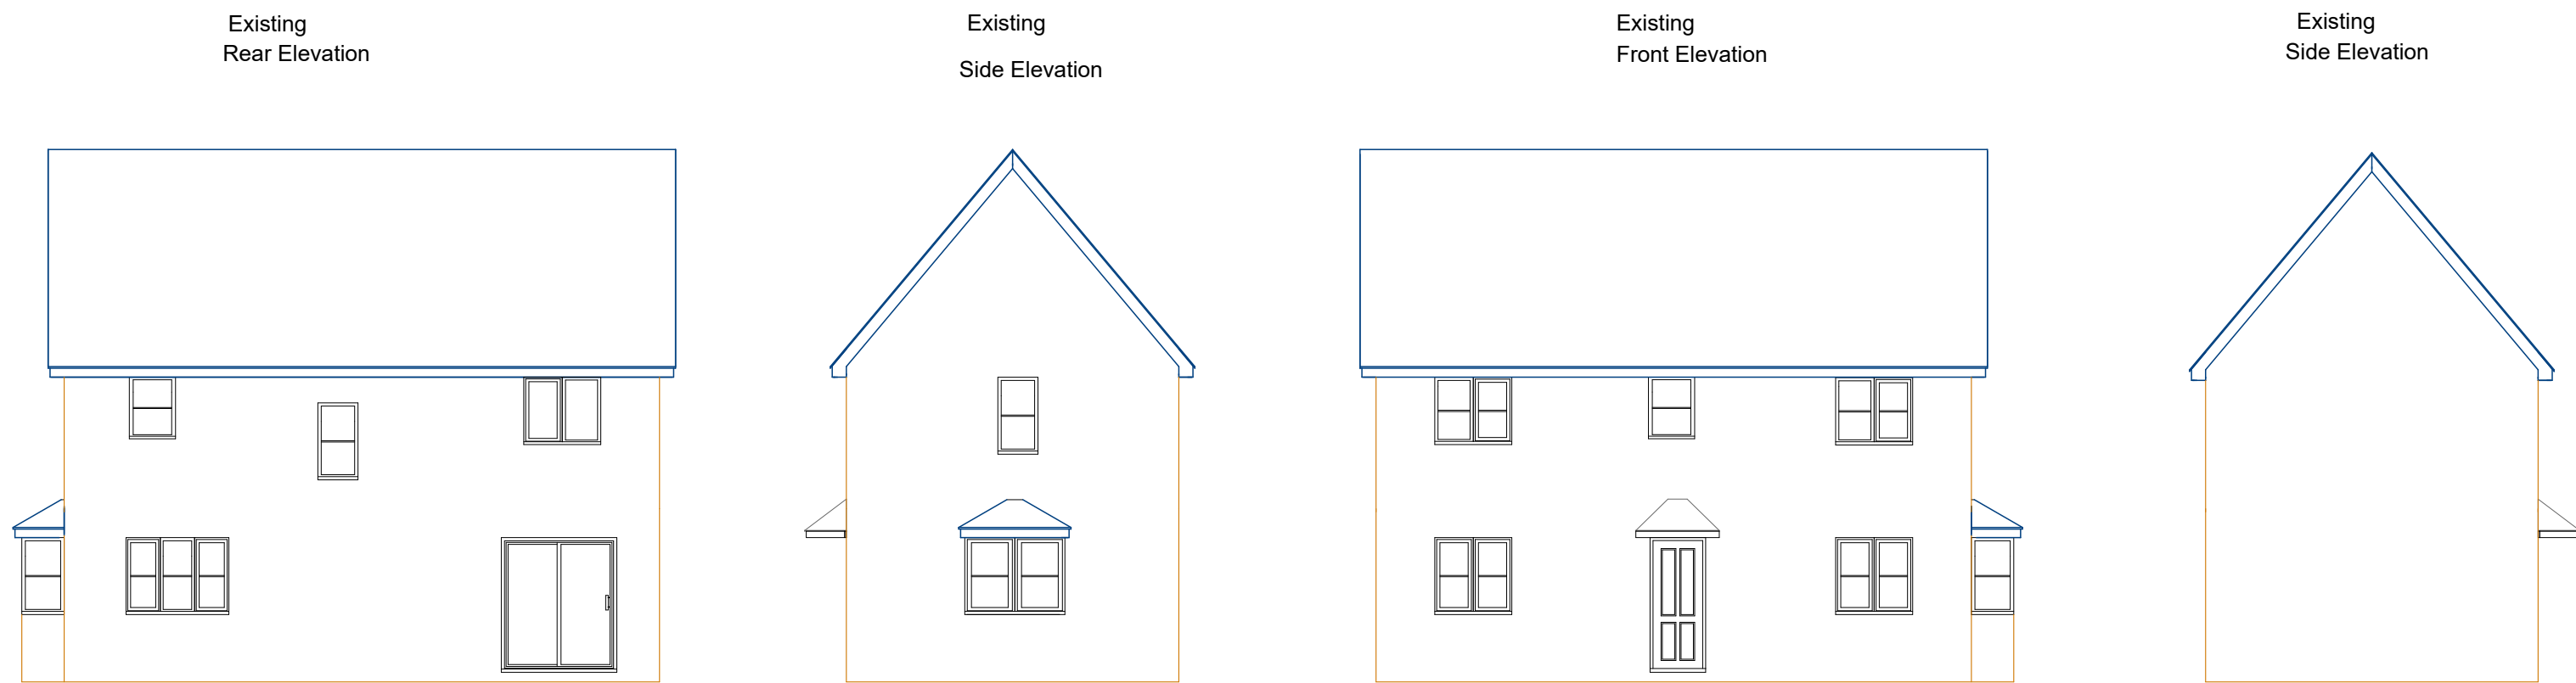 Existing
Rear Elevation
Existing
Side Elevation
Existing
Front Elevation
Existing
Side Elevation